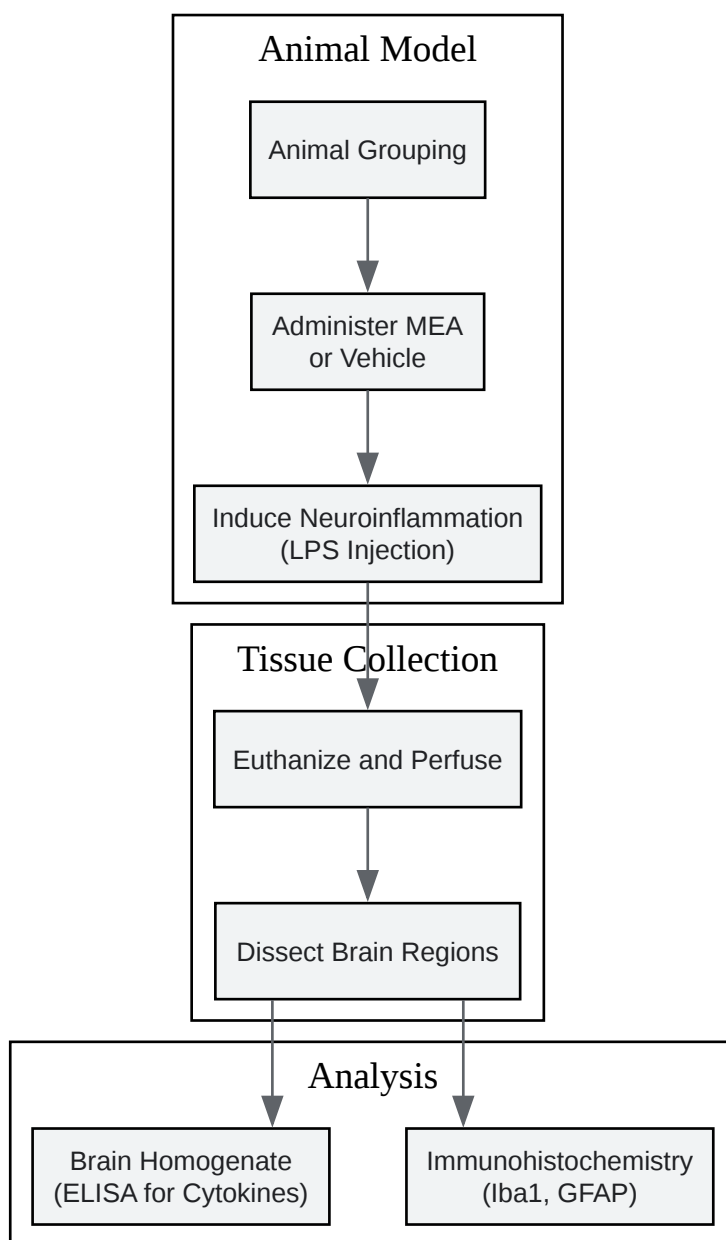 Animal Model
Animal Grouping
Administer MEA
or Vehicle
Induce Neuroinflammation
(LPS Injection)
Tissue Collection
Euthanize and Perfuse
Dissect Brain Regions
Analysis
Brain Homogenate
(ELISA for Cytokines)
Immunohistochemistry
(Iba1, GFAP)